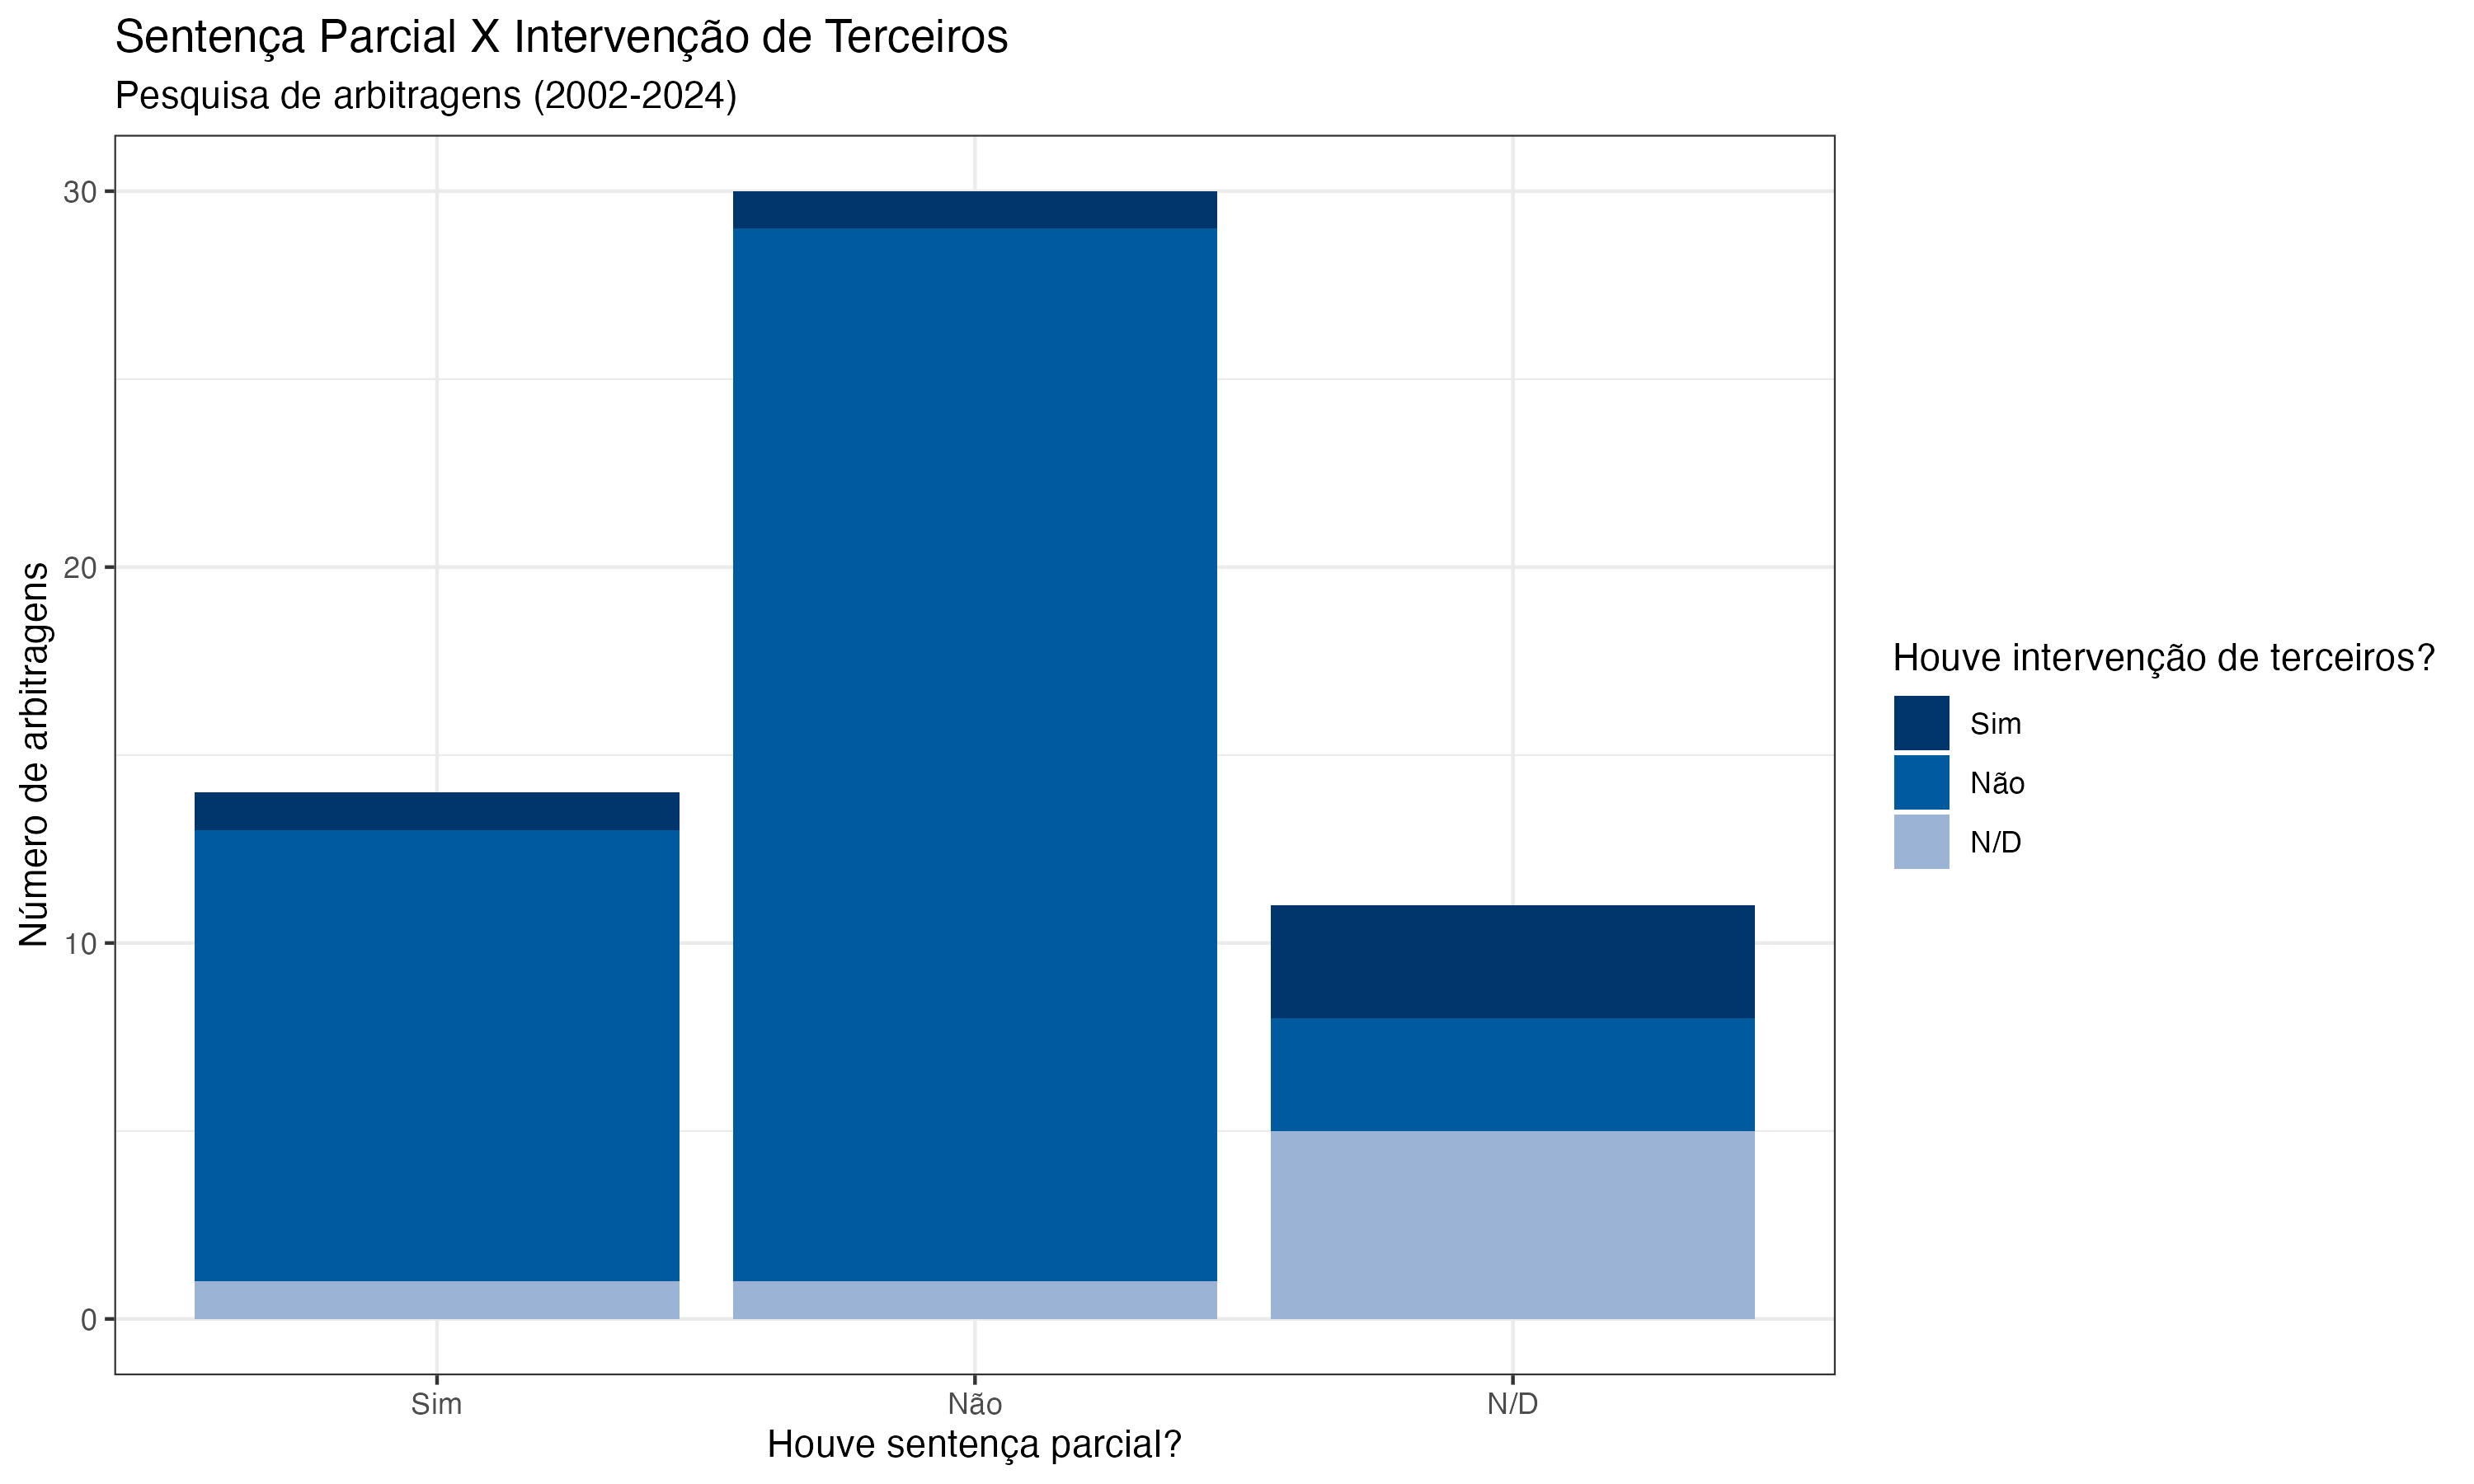 Sentença Parcial X Intervenção de Terceiros
Pesquisa de arbitragens (2002-2024)
Número de arbitragens
30
20
10
0
Sim
Não
N/D
Houve sentença parcial?
Houve intervenção de terceiros?
Sim
Não
N/D